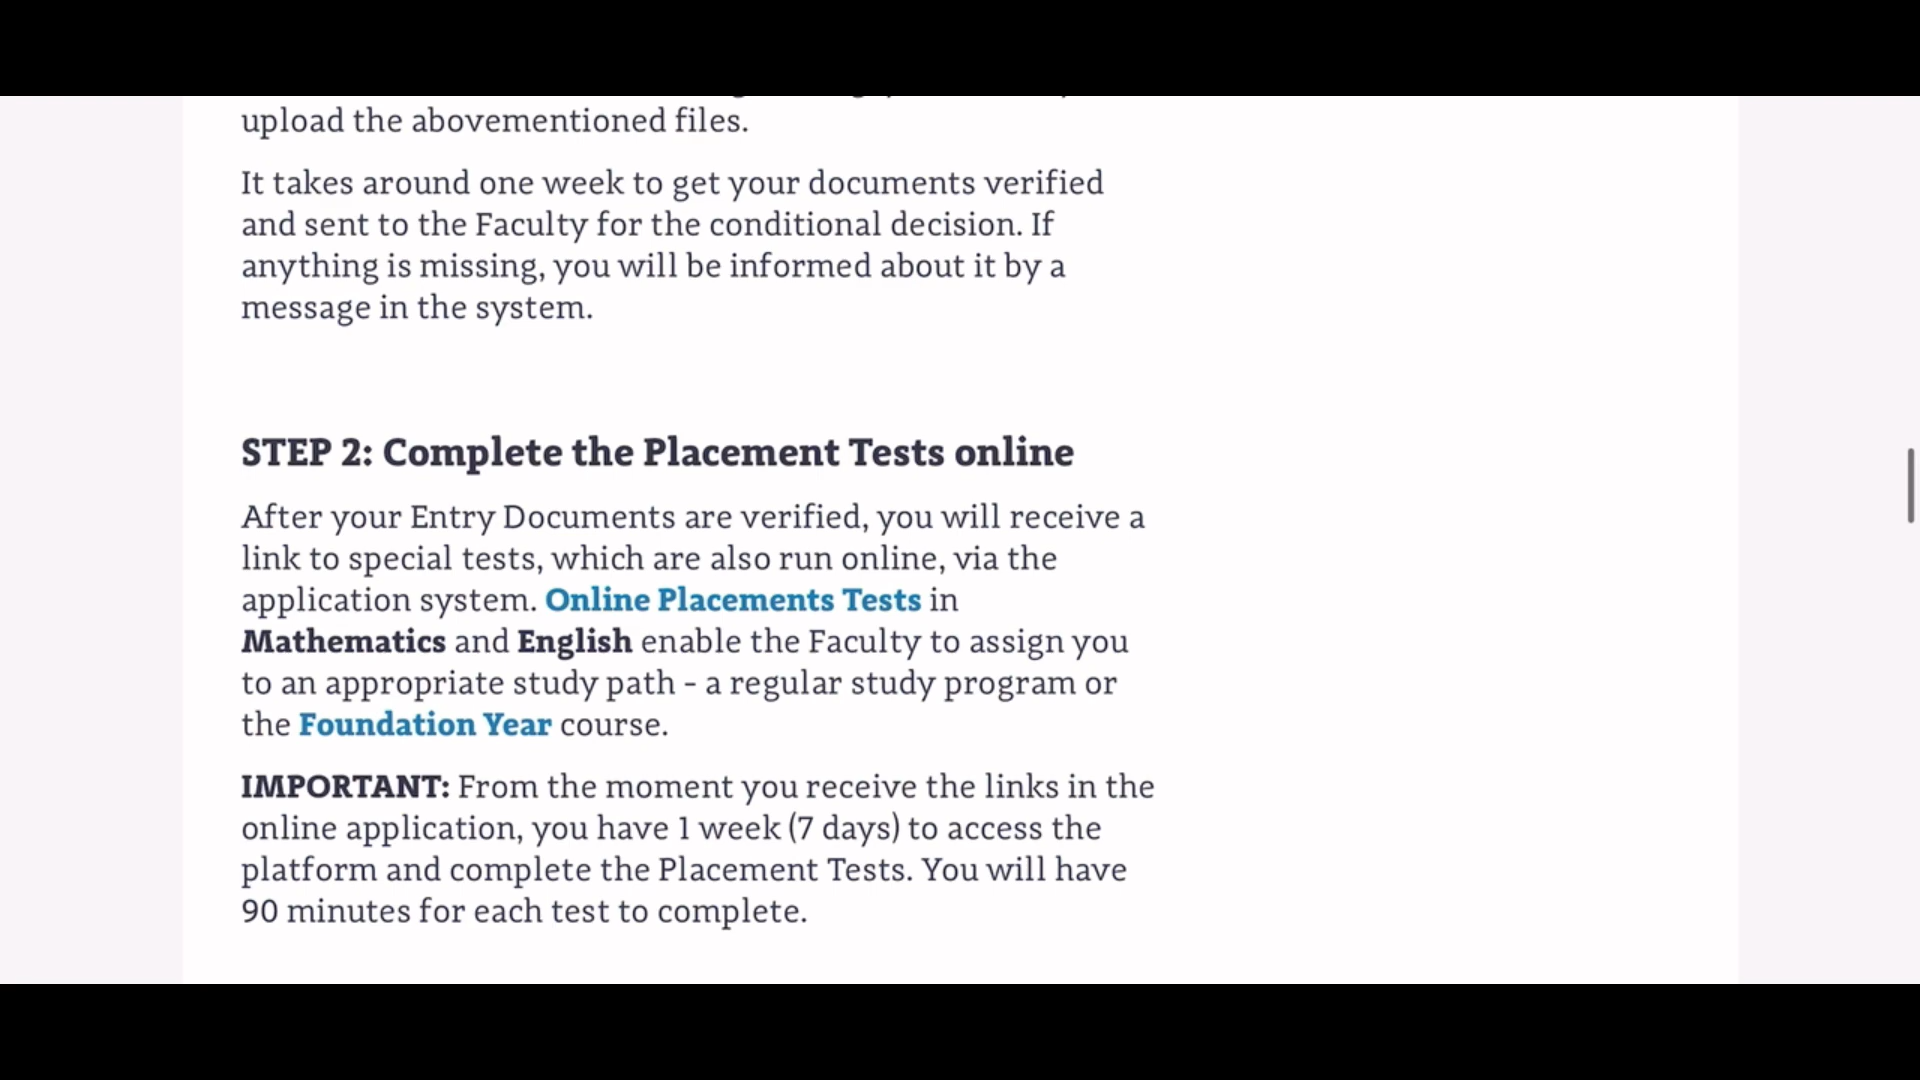 upload the abovementioned files.
It takes around one week to get your documents verified
and sent to the Faculty for the conditional decision. If
anything is missing, you will be informed about it by a
message in the system.
STEP 2: Complete the Placement Tests online
After your Entry Documents are verified, you will receive a
link to special tests, which are also run online, via the
application system. Online Placements Tests in
Mathematics and English enable the Faculty to assign you
to an appropriate study path - a regular study program or
the Foundation Year course.
IMPORTANT: From the moment you receive the links in the
online application, you have 1 week (7 days) to access the
platform and complete the Placement Tests. You will have
90 minutes for each test to complete.